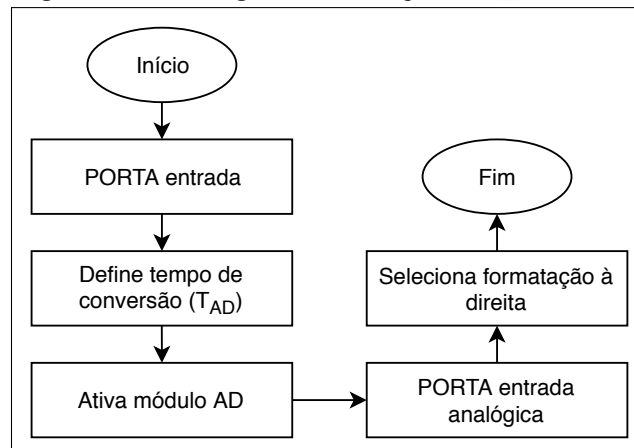 Início
PORTA entrada
Define tempo de
conversão (TAD)
Ativa módulo AD
PORTA entrada
analógica
Seleciona formatação à
direita
Fim